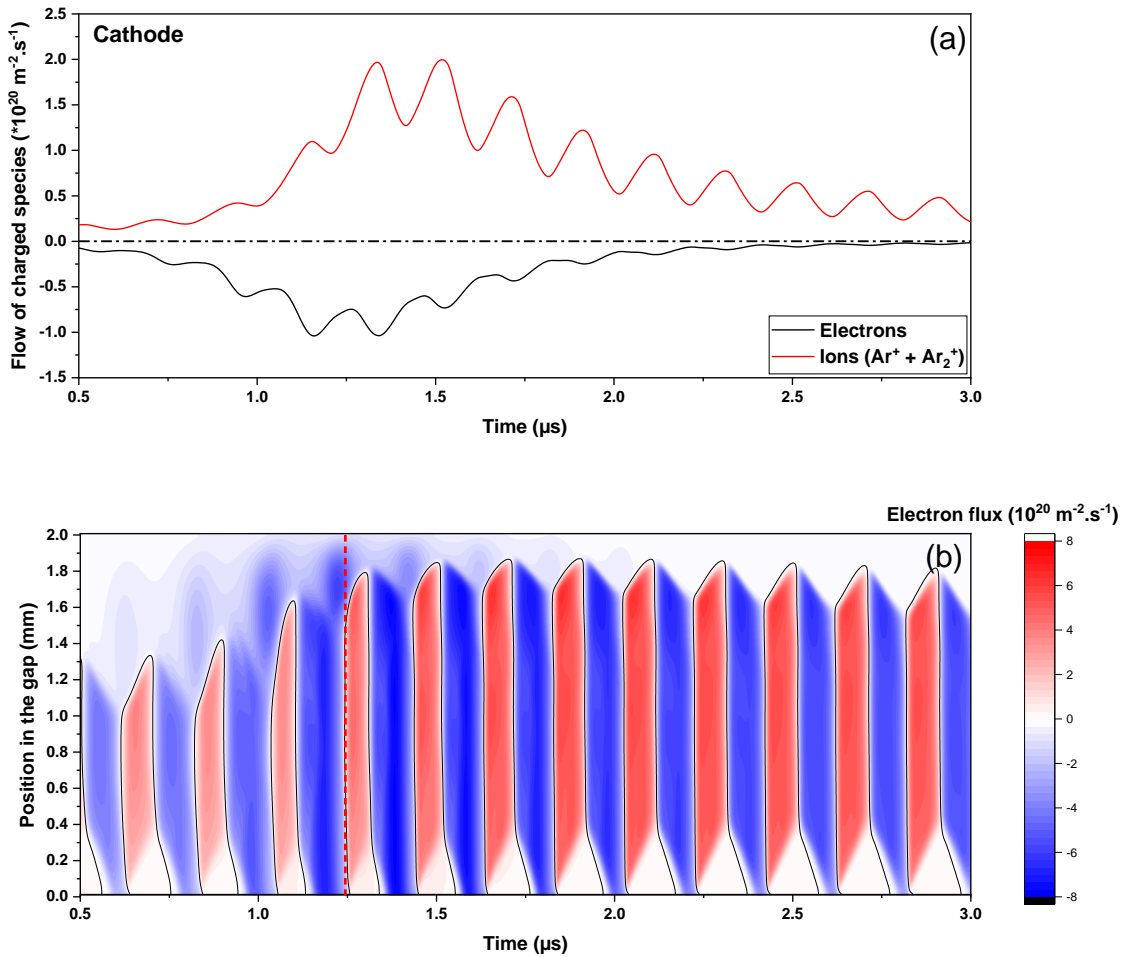 Cathode
(a)
Flow of charged species (*10²⁰ m⁻².s⁻¹)
2.5
2.0
1.5
1.0
0.5
0.0
-0.5
-1.0
-1.5
Electrons
Ions (Ar⁺ + Ar₂⁺)
0.5 1.0 1.5 2.0 2.5 3.0
Time (µs)
Electron flux (10²⁰ m⁻².s⁻¹)
(b)
Position in the gap (mm)
2.0
1.8
1.6
1.4
1.2
1.0
0.8
0.6
0.4
0.2
0.0
0.5 1.0 1.5 2.0 2.5 3.0
Time (µs)
8
6
4
2
0
-2
-4
-6
-8